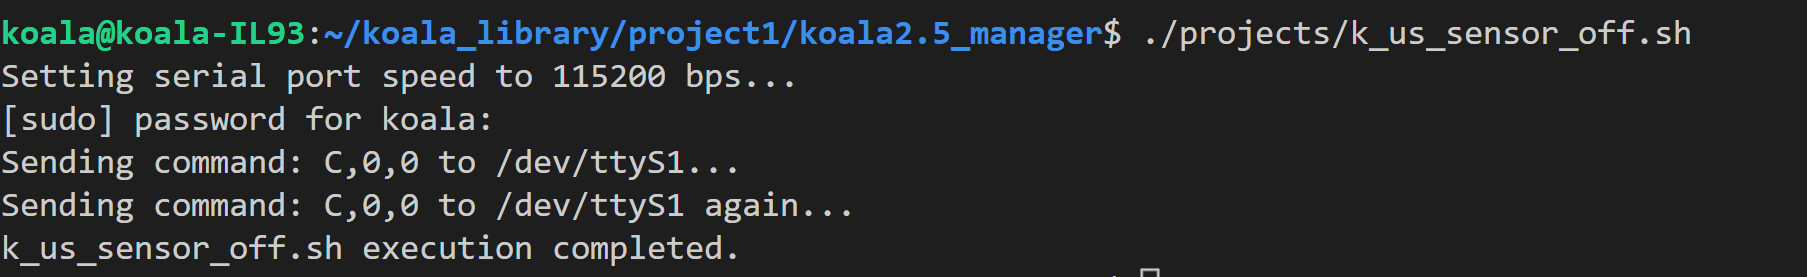 koala@koala-IL93:~/koala_library/project1/koala2.5_manager$ ./projects/k_us_sensor_off.sh
Setting serial port speed to 115200 bps...
[sudo] password for koala:
Sending command: C,0,0 to /dev/ttyS1...
Sending command: C,0,0 to /dev/ttyS1 again...
k_us_sensor_off.sh execution completed.